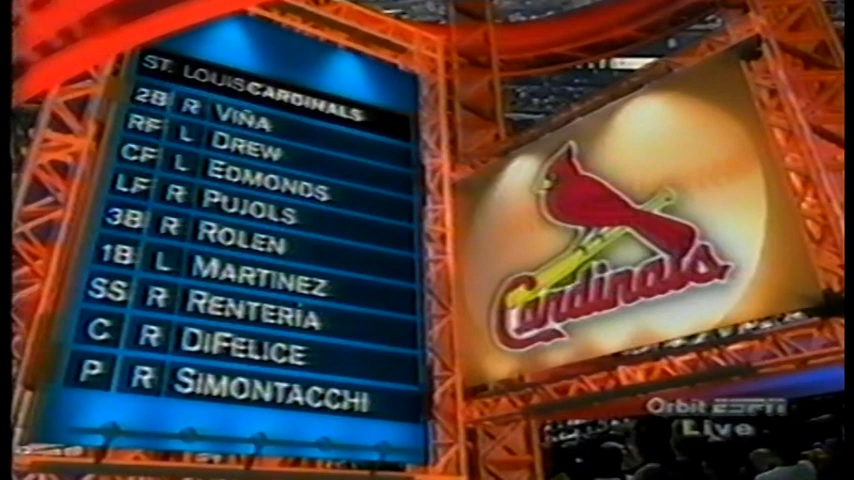 ST. LOUIS CARDINALS
2B R VIÑA
RF L DREW
CF L EDMONDS
LF R PUJOLS
3B R ROLEN
1B L MARTINEZ
SS R RENTERÍA
C R DIFELICE
P R SIMONTACCHI
Cardinals
Orbit ESPN
Live